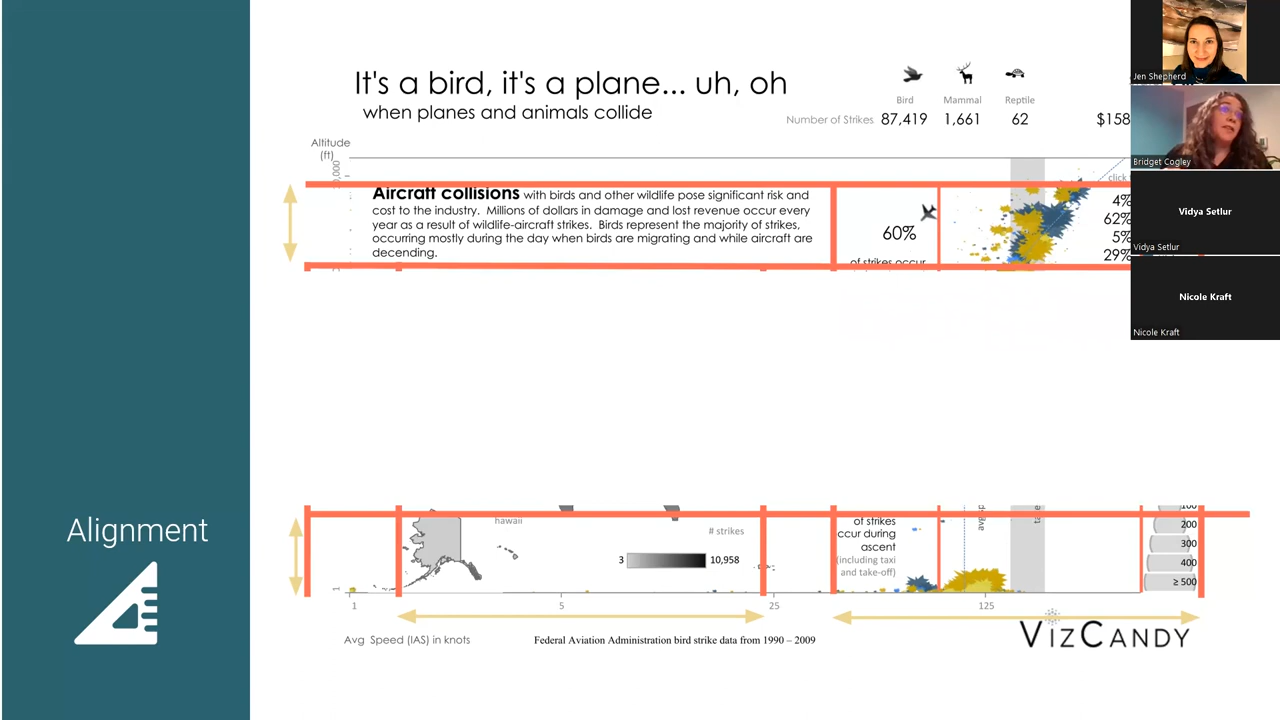 It's a bird, it's a plane... uh, oh
when planes and animals collide
Bird
Mammal
Reptile
Number of Strikes
87,419
1,661
62
$158
Altitude
(ft)
click
Aircraft collisions with birds and other wildlife pose significant risk and
cost to the industry. Millions of dollars in damage and lost revenue occur every
year as a result of wildlife-aircraft strikes. Birds represent the majority of strikes,
occurring mostly during the day when birds are migrating and while aircraft are
decending.
60%
of strikes occur
4%
62%
5%
29%
Jen Shepherd
Bridget Cogley
Vidya Setlur
Vidya Setlur
Nicole Kraft
Nicole Kraft
Alignment
hawaii
# strikes
3
10,958
of strikes
ccur during
ascent
(including taxi
and take-off)
100
200
300
400
≥ 500
1
1
5
25
125
Avg Speed (IAS) in knots
Federal Aviation Administration bird strike data from 1990 – 2009
VIZCANDY